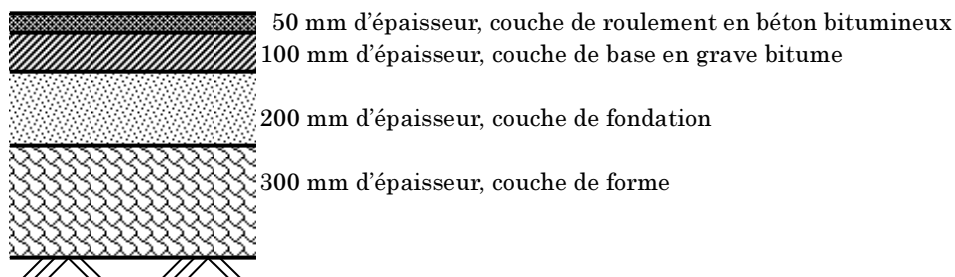 50 mm d’épaisseur, couche de roulement en béton bitumineux
100 mm d’épaisseur, couche de base en grave bitume
200 mm d’épaisseur, couche de fondation
300 mm d’épaisseur, couche de forme